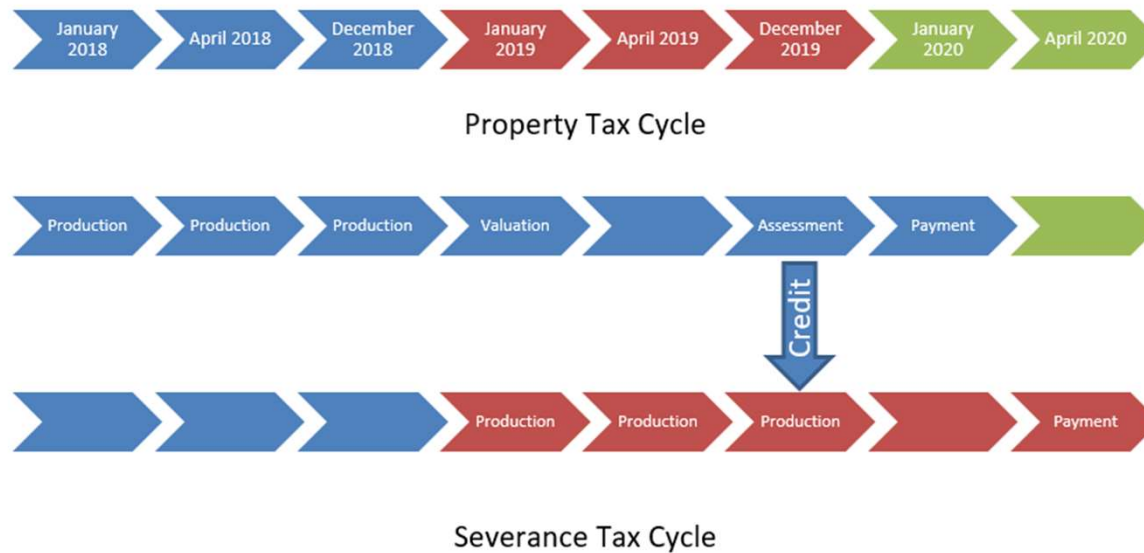 January
2018
April 2018
December
2018
January
2019
April 2019
December
2019
January
2020
April 2020
Property Tax Cycle
Production
Production
Production
Valuation
Assessment
Payment
Credit
Production
Production
Production
Payment
Severance Tax Cycle